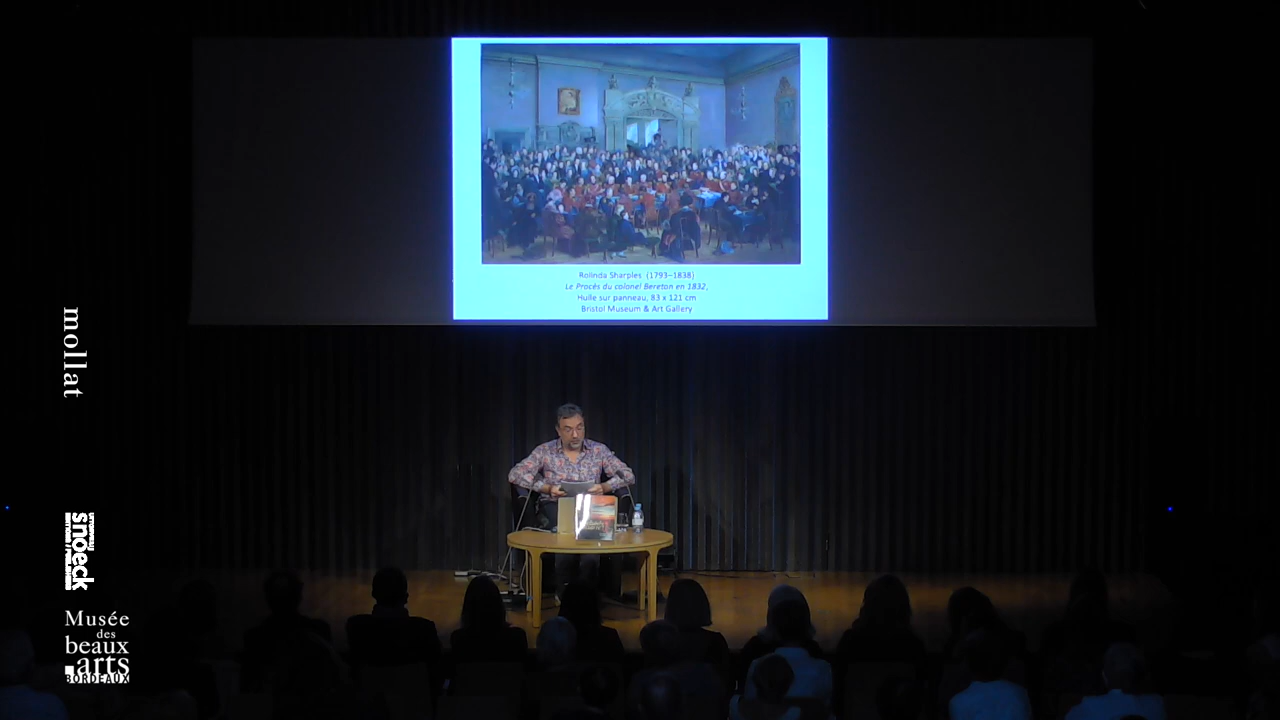 Rolinda Sharples (1793–1838)
Le Procès du colonel Bereton en 1832,
Huile sur panneau, 83 x 121 cm
Bristol Museum & Art Gallery
mollat
snoeck
Musée
des
beaux
.arts
BORDEAUX